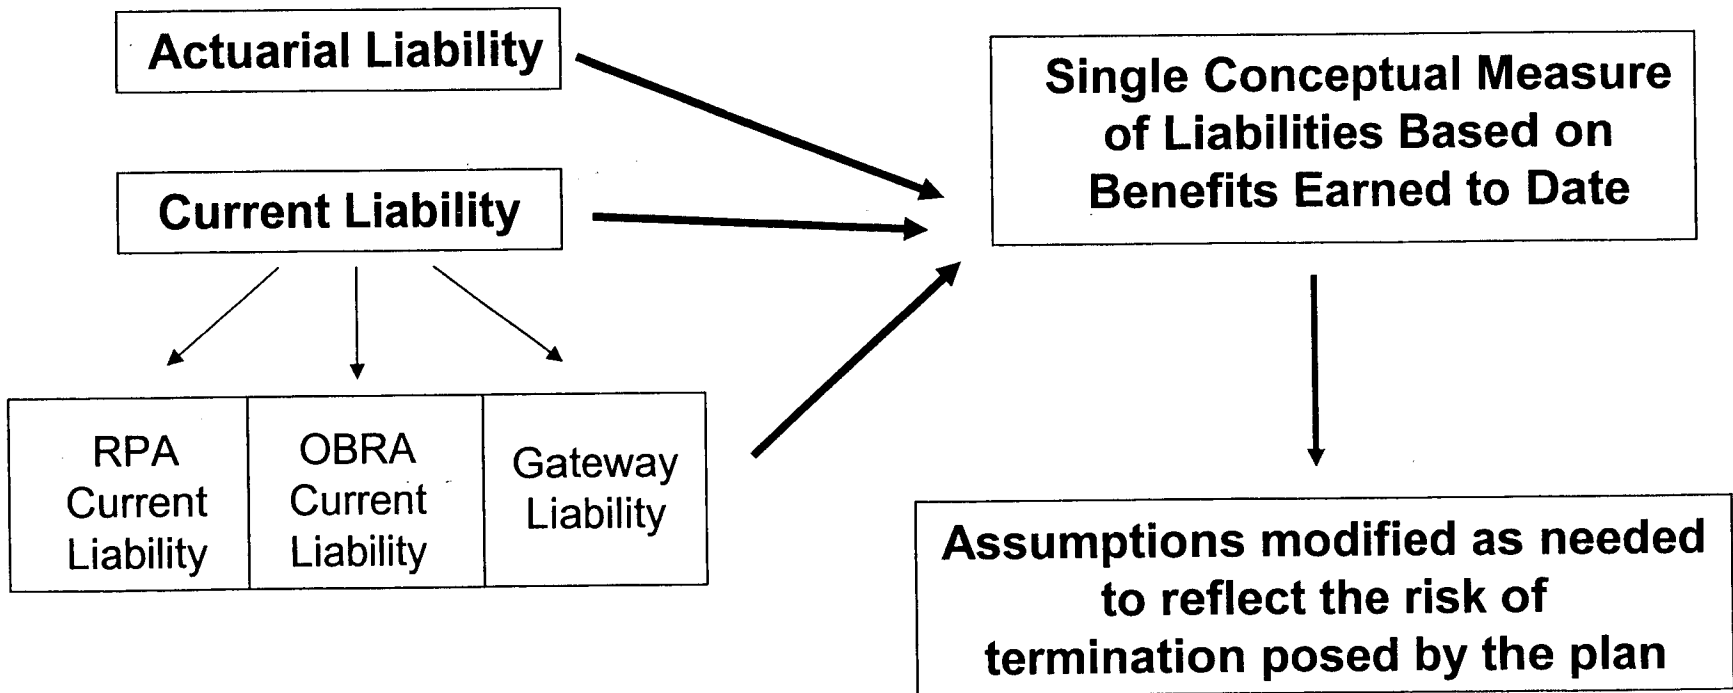 Actuarial Liability
Current Liability
RPA
Current
Liability
OBRA
Current
Liability
Gateway
Liability
Single Conceptual Measure
of Liabilities Based on
Benefits Earned to Date
Assumptions modified as needed
to reflect the risk of
termination posed by the plan